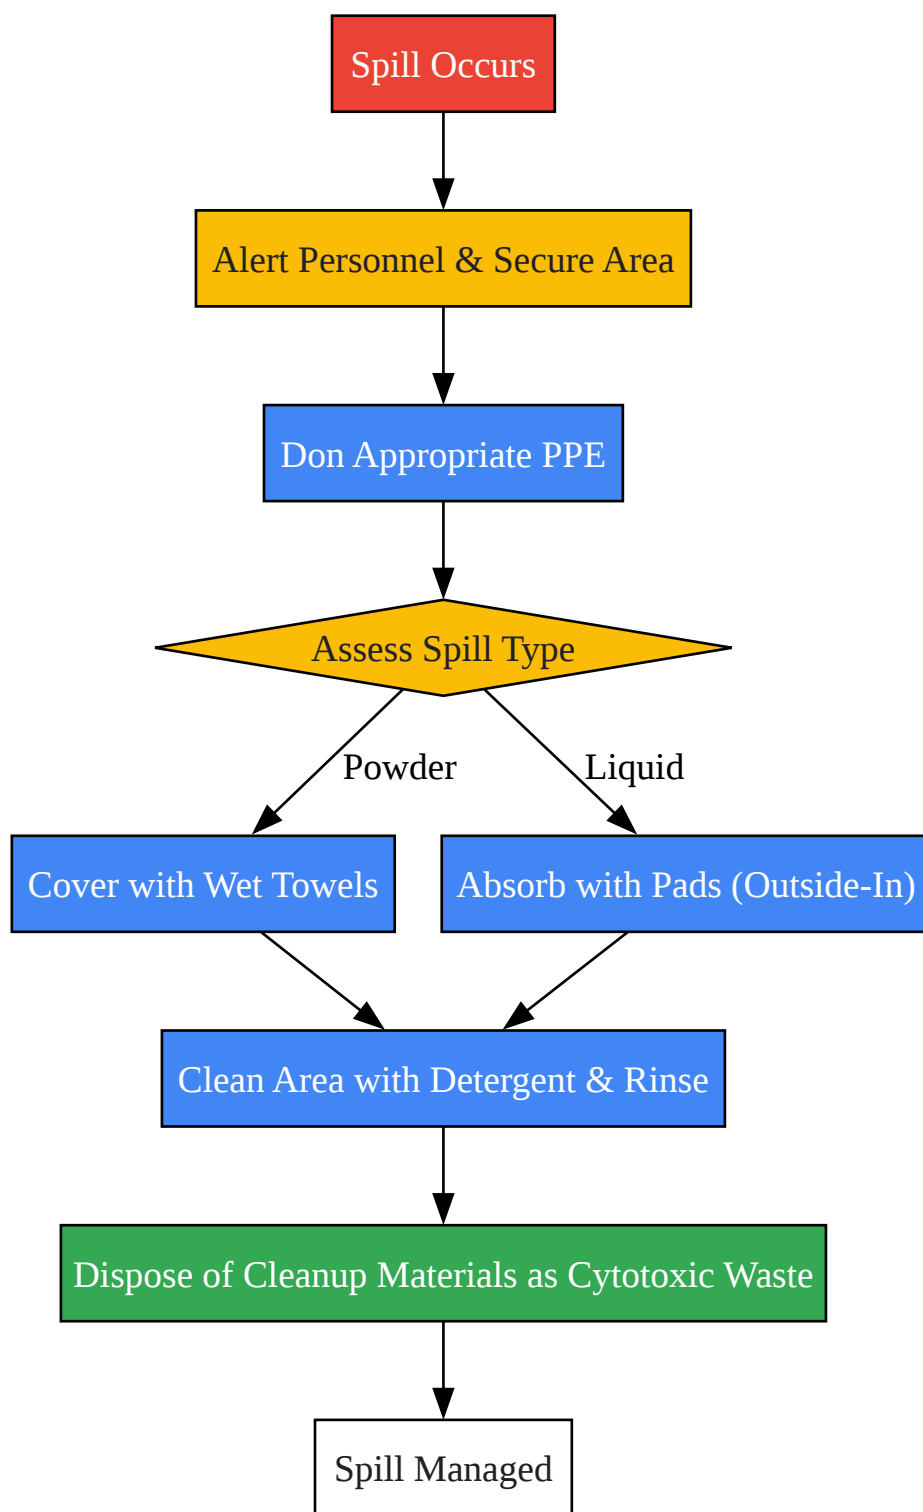 Spill Occurs
Alert Personnel & Secure Area
Don Appropriate PPE
Assess Spill Type
Powder
Liquid
Cover with Wet Towels
Absorb with Pads (Outside-In)
Clean Area with Detergent & Rinse
Dispose of Cleanup Materials as Cytotoxic Waste
Spill Managed